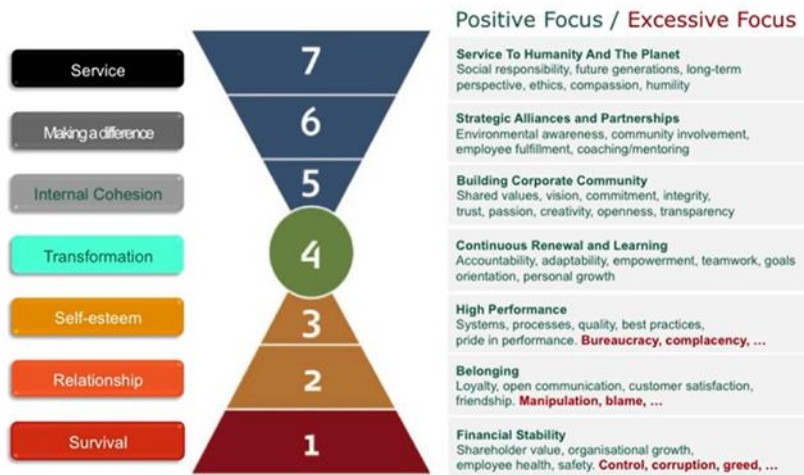 Positive Focus / Excessive Focus
Service
7
Service To Humanity And The Planet
Social responsibility, future generations, long-term
perspective, ethics, compassion, humility
Making a difference
6
Strategic Alliances and Partnerships
Environmental awareness, community involvement,
employee fulfillment, coaching/mentoring
Internal Cohesion
5
Building Corporate Community
Shared values, vision, commitment, integrity,
trust, passion, creativity, openness, transparency
Transformation
4
Continuous Renewal and Learning
Accountability, adaptability, empowerment, teamwork, goals
orientation, personal growth
Self-esteem
3
High Performance
Systems, processes, quality, best practices,
pride in performance. Bureaucracy, complacency, ...
Relationship
2
Belonging
Loyalty, open communication, customer satisfaction,
friendship. Manipulation, blame, ...
Survival
1
Financial Stability
Shareholder value, organisational growth,
employee health, safety. Control, corruption, greed, ...